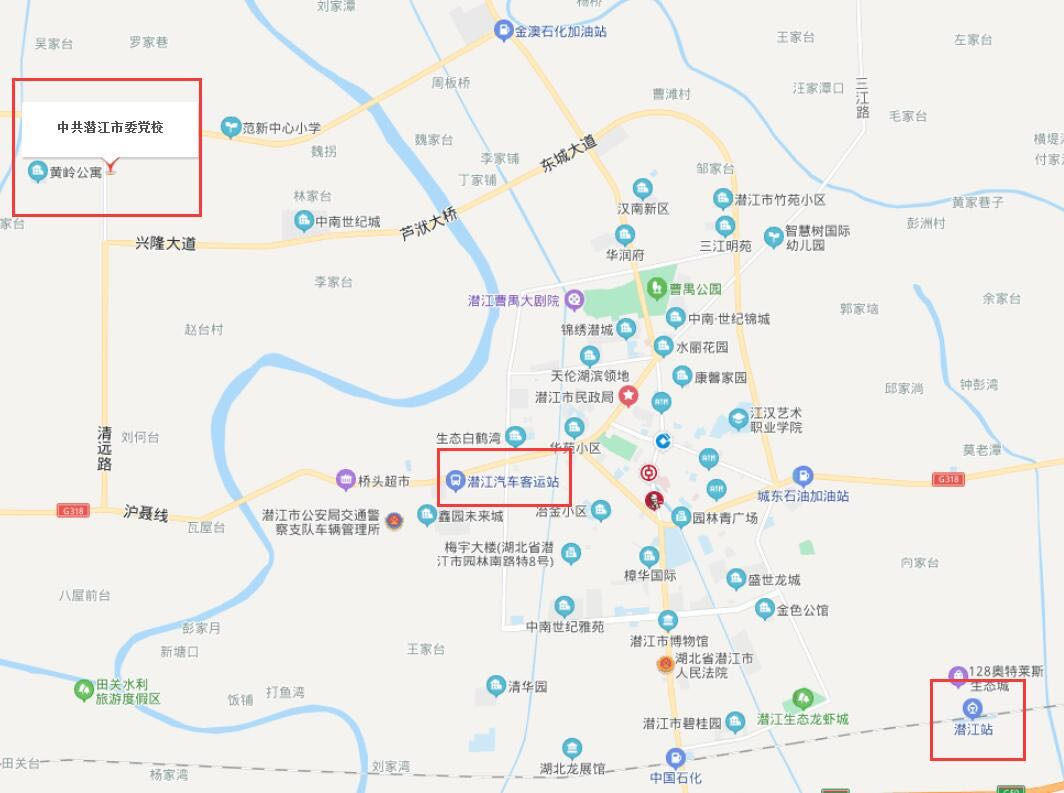 刘家潭
杨桥
金澳石化加油站
吴家台
罗家巷
王家台
左家台
周板桥
曹滩村
汪家潭口
三江路
毛家台
中共潜江市委党校
范新中心小学
魏家台
东城大道
横堤
付家
黄岭公寓
魏拐
李家铺
丁家铺
邹家台
林家台
汉南新区
潜江市竹苑小区
黄家巷子
家台
中南世纪城
芦洑大桥
彭洲村
兴隆大道
华润府
三江明苑
智慧树国际
幼儿园
李家台
潜江曹禺大剧院
曹禺公园
郭家垴
余家台
赵台村
锦绣潜城
中南·世纪锦城
水丽花园
天伦湖滨领地
康馨家园
邱家淌
钟彭湾
潜江市民政局
ATM
江汉艺术
职业学院
清远路
刘何台
生态白鹤湾
华苑小区
莫老潭
ATM
桥头超市
潜江汽车客运站
ATM
城东石油加油站
G318
G318
沪聂线
瓦屋台
潜江市公安局交通警
察支队车辆管理所
鑫园未来城
冶金小区
园林青广场
梅宇大楼(湖北省潜
江市园林南路特8号)
樟华国际
盛世龙城
向家台
八屋前台
中南世纪雅苑
金色公馆
彭家月
新塘口
王家台
潜江市博物馆
湖北省潜江市
人民法院
128奥特莱斯
生态城
田关水利
旅游度假区
饭铺
打鱼湾
清华园
潜江市碧桂园
潜江生态龙虾城
潜江站
田关台
杨家湾
刘家湾
湖北龙展馆
中国石化